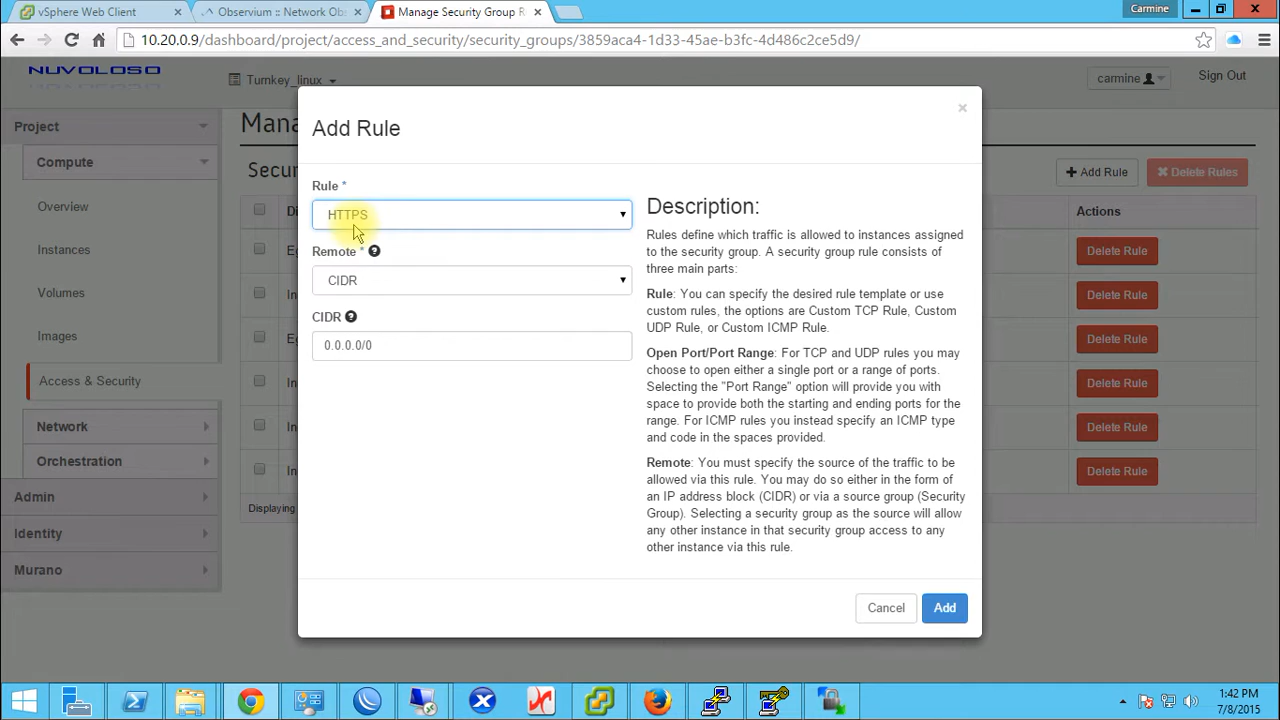 vSphere Web Client
Observium :: Network Obs
Manage Security Group R
Carmine
10.20.0.9/dashboard/project/access_and_security/security_groups/3859aca4-1d33-45ae-b3fc-4d486c2ce5d9/
NUVOLOSO
Turnkey_linux
carmine
Sign Out
Project
Compute
Overview
Instances
Volumes
Images
Access & Security
Network
Orchestration
Admin
Identity
Murano
Mana
Secur
Add Rule
Delete Rules
Di
Actions
Eg
Delete Rule
In
Delete Rule
Eg
Delete Rule
In
Delete Rule
In
Delete Rule
In
Delete Rule
Displaying
Add Rule
Rule *
HTTPS
Remote *
CIDR
CIDR
0.0.0.0/0
Description:
Rules define which traffic is allowed to instances assigned
to the security group. A security group rule consists of
three main parts:
Rule: You can specify the desired rule template or use
custom rules, the options are Custom TCP Rule, Custom
UDP Rule, or Custom ICMP Rule.
Open Port/Port Range: For TCP and UDP rules you may
choose to open either a single port or a range of ports.
Selecting the "Port Range" option will provide you with
space to provide both the starting and ending ports for the
range. For ICMP rules you instead specify an ICMP type
and code in the spaces provided.
Remote: You must specify the source of the traffic to be
allowed via this rule. You may do so either in the form of
an IP address block (CIDR) or via a source group (Security
Group). Selecting a security group as the source will allow
any other instance in that security group access to any
other instance via this rule.
Cancel
Add
1:42 PM
7/8/2015